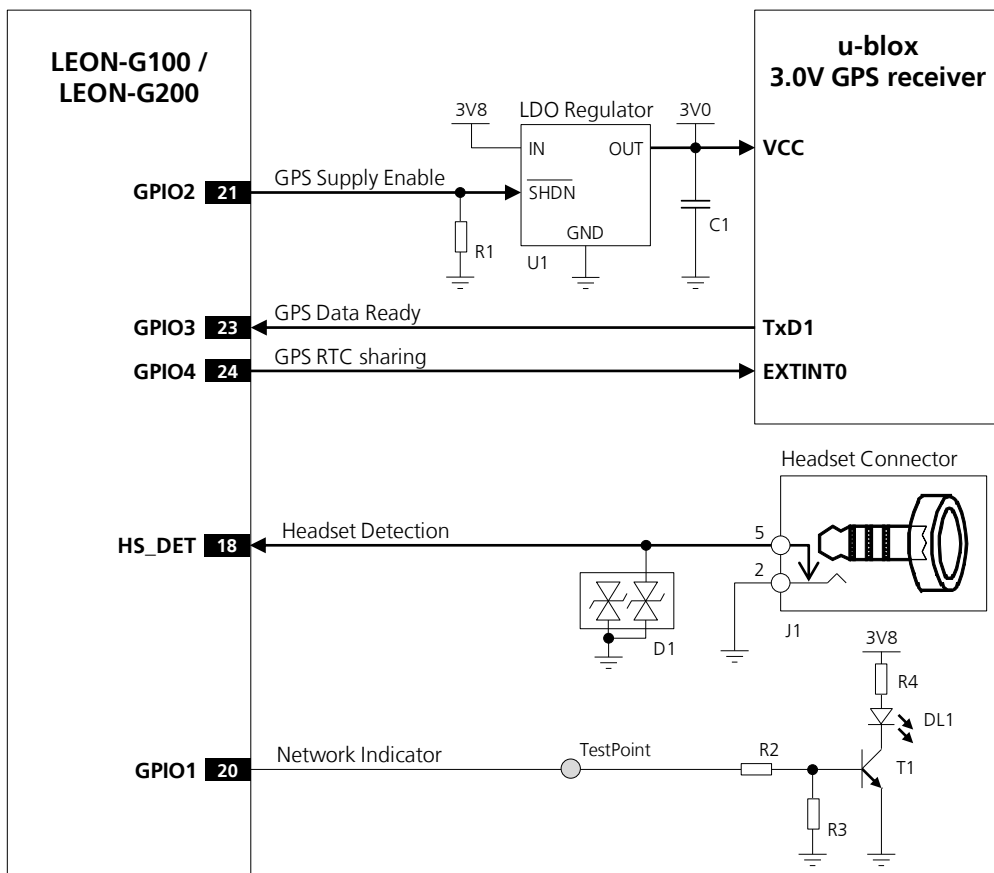 LEON-G100 /
LEON-G200
u-blox
3.0V GPS receiver
3V8
LDO Regulator
3V0
IN
OUT
VCC
GPIO2 21
GPS Supply Enable
SHDN
R1
GND
U1
C1
GPIO3 23
GPS Data Ready
TxD1
GPIO4 24
GPS RTC sharing
EXTINT0
Headset Connector
HS_DET 18
Headset Detection
5
2
D1
J1
3V8
R4
DL1
GPIO1 20
Network Indicator
TestPoint
R2
T1
R3